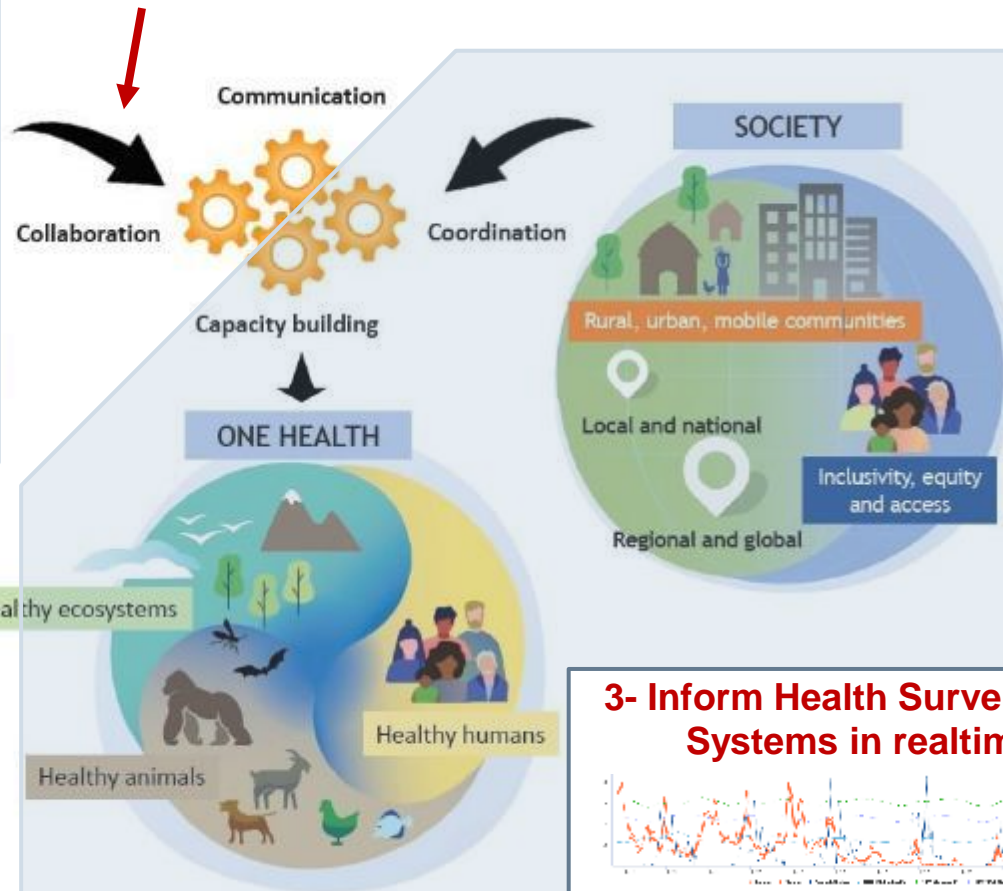 Communication
SOCIETY
Collaboration
Coordination
Rural, urban, mobile communities
Capacity building
Local and national
ONE HEALTH
Inclusivity, equity
and access
Regional and global
althy ecosystems
Healthy humans
Healthy animals
3- Inform Health Surve
Systems in realtim